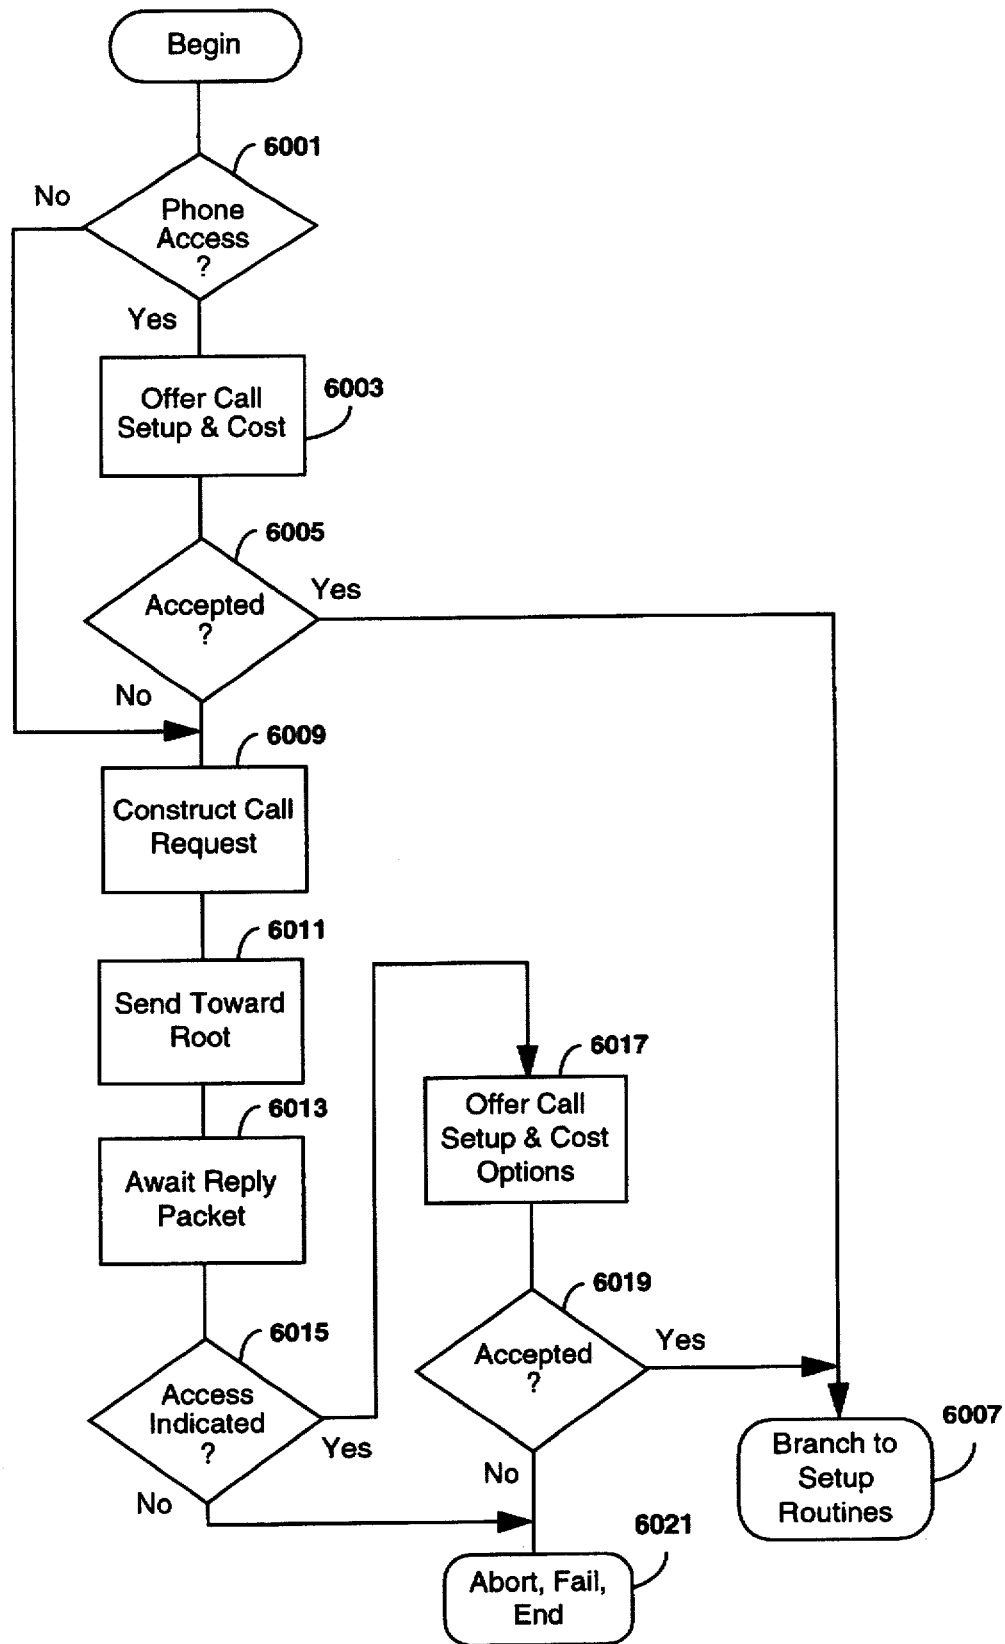 Begin
6001
No
Phone
Access
?
Yes
Offer Call
Setup & Cost
6003
6005
Yes
Accepted
?
No
6009
Construct Call
Request
6011
Send Toward
Root
6017
Offer Call
Setup & Cost
Options
6013
Await Reply
Packet
6019
Yes
Accepted
?
6015
Access
Indicated
?
Yes
No
No
6007
Branch to
Setup
Routines
6021
Abort, Fail,
End